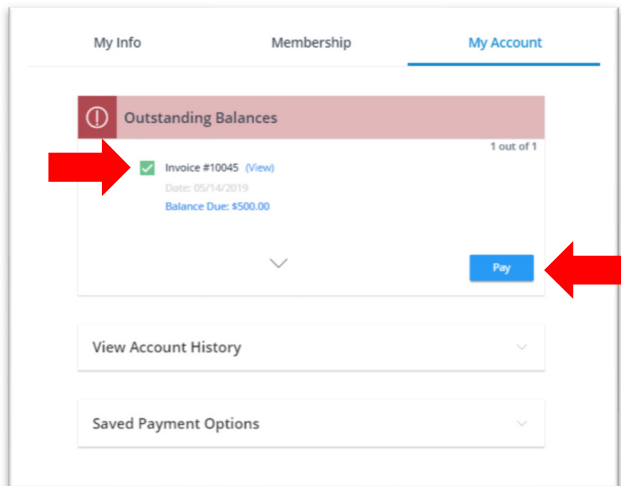 My Info Membership My Account
Outstanding Balances
1 out of 1
Invoice #10045 (View)
Date: 05/14/2019
Balance Due: $500.00
Pay
View Account History
Saved Payment Options